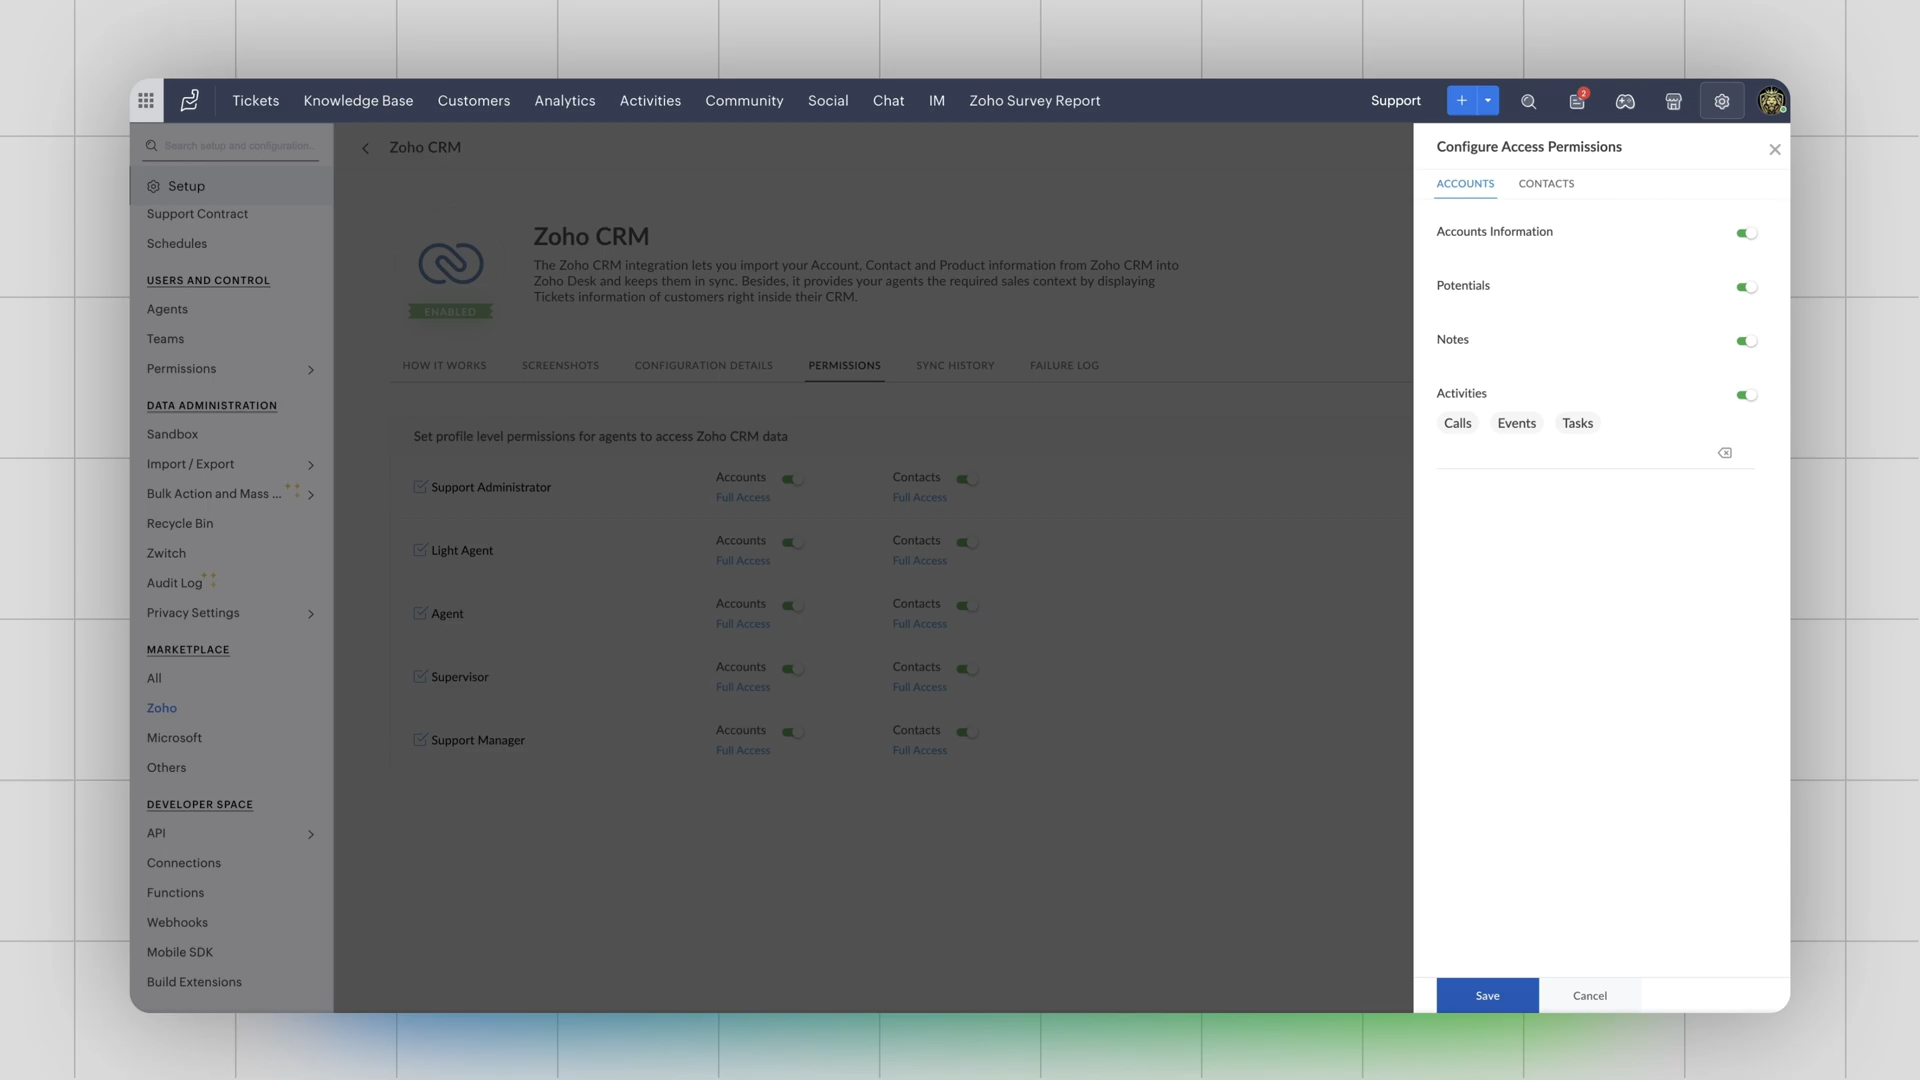 Tickets Knowledge Base Customers Analytics Activities Community Social Chat IM Zoho Survey Report Support 2
Search setup and configuration...
Setup
Support Contract
Schedules
USERS AND CONTROL
Agents
Teams
Permissions
DATA ADMINISTRATION
Sandbox
Import / Export
Bulk Action and Mass ...
Recycle Bin
Zwitch
Audit Log
Privacy Settings
MARKETPLACE
All
Zoho
Microsoft
Others
DEVELOPER SPACE
API
Connections
Functions
Webhooks
Mobile SDK
Build Extensions
Zoho CRM
ENABLED
Zoho CRM
The Zoho CRM integration lets you import your Account, Contact and Product information from Zoho CRM into
Zoho Desk and keeps them in sync. Besides, it provides your agents the required sales context by displaying
Tickets information of customers right inside their CRM.
HOW IT WORKS SCREENSHOTS CONFIGURATION DETAILS PERMISSIONS SYNC HISTORY FAILURE LOG
Set profile level permissions for agents to access Zoho CRM data
Support Administrator
Accounts Contacts
Full Access Full Access
Light Agent
Accounts Contacts
Full Access Full Access
Agent
Accounts Contacts
Full Access Full Access
Supervisor
Accounts Contacts
Full Access Full Access
Support Manager
Accounts Contacts
Full Access Full Access
Configure Access Permissions
ACCOUNTS CONTACTS
Accounts Information
Potentials
Notes
Activities
Calls Events Tasks
Save Cancel